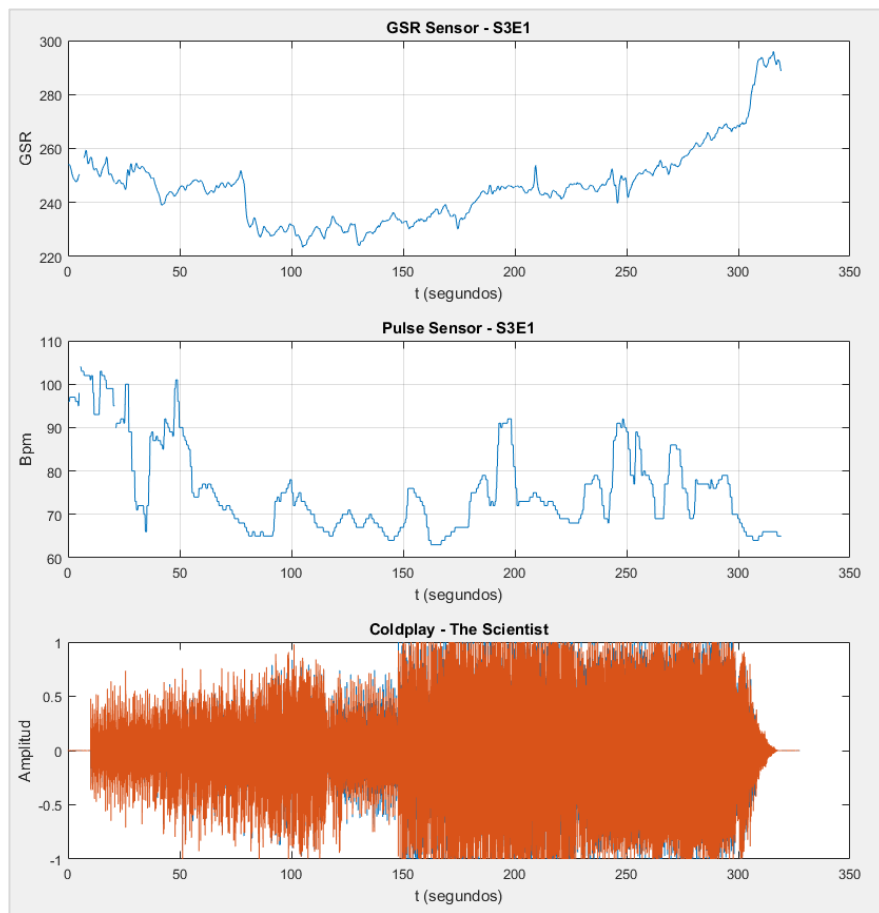 GSR Sensor - S3E1
300
280
260
240
220
GSR
0 50 100 150 200 250 300 350
t (segundos)
Pulse Sensor - S3E1
110
100
90
80
70
60
Bpm
0 50 100 150 200 250 300 350
t (segundos)
Coldplay - The Scientist
1
0.5
0
-0.5
-1
Amplitud
0 50 100 150 200 250 300 350
t (segundos)